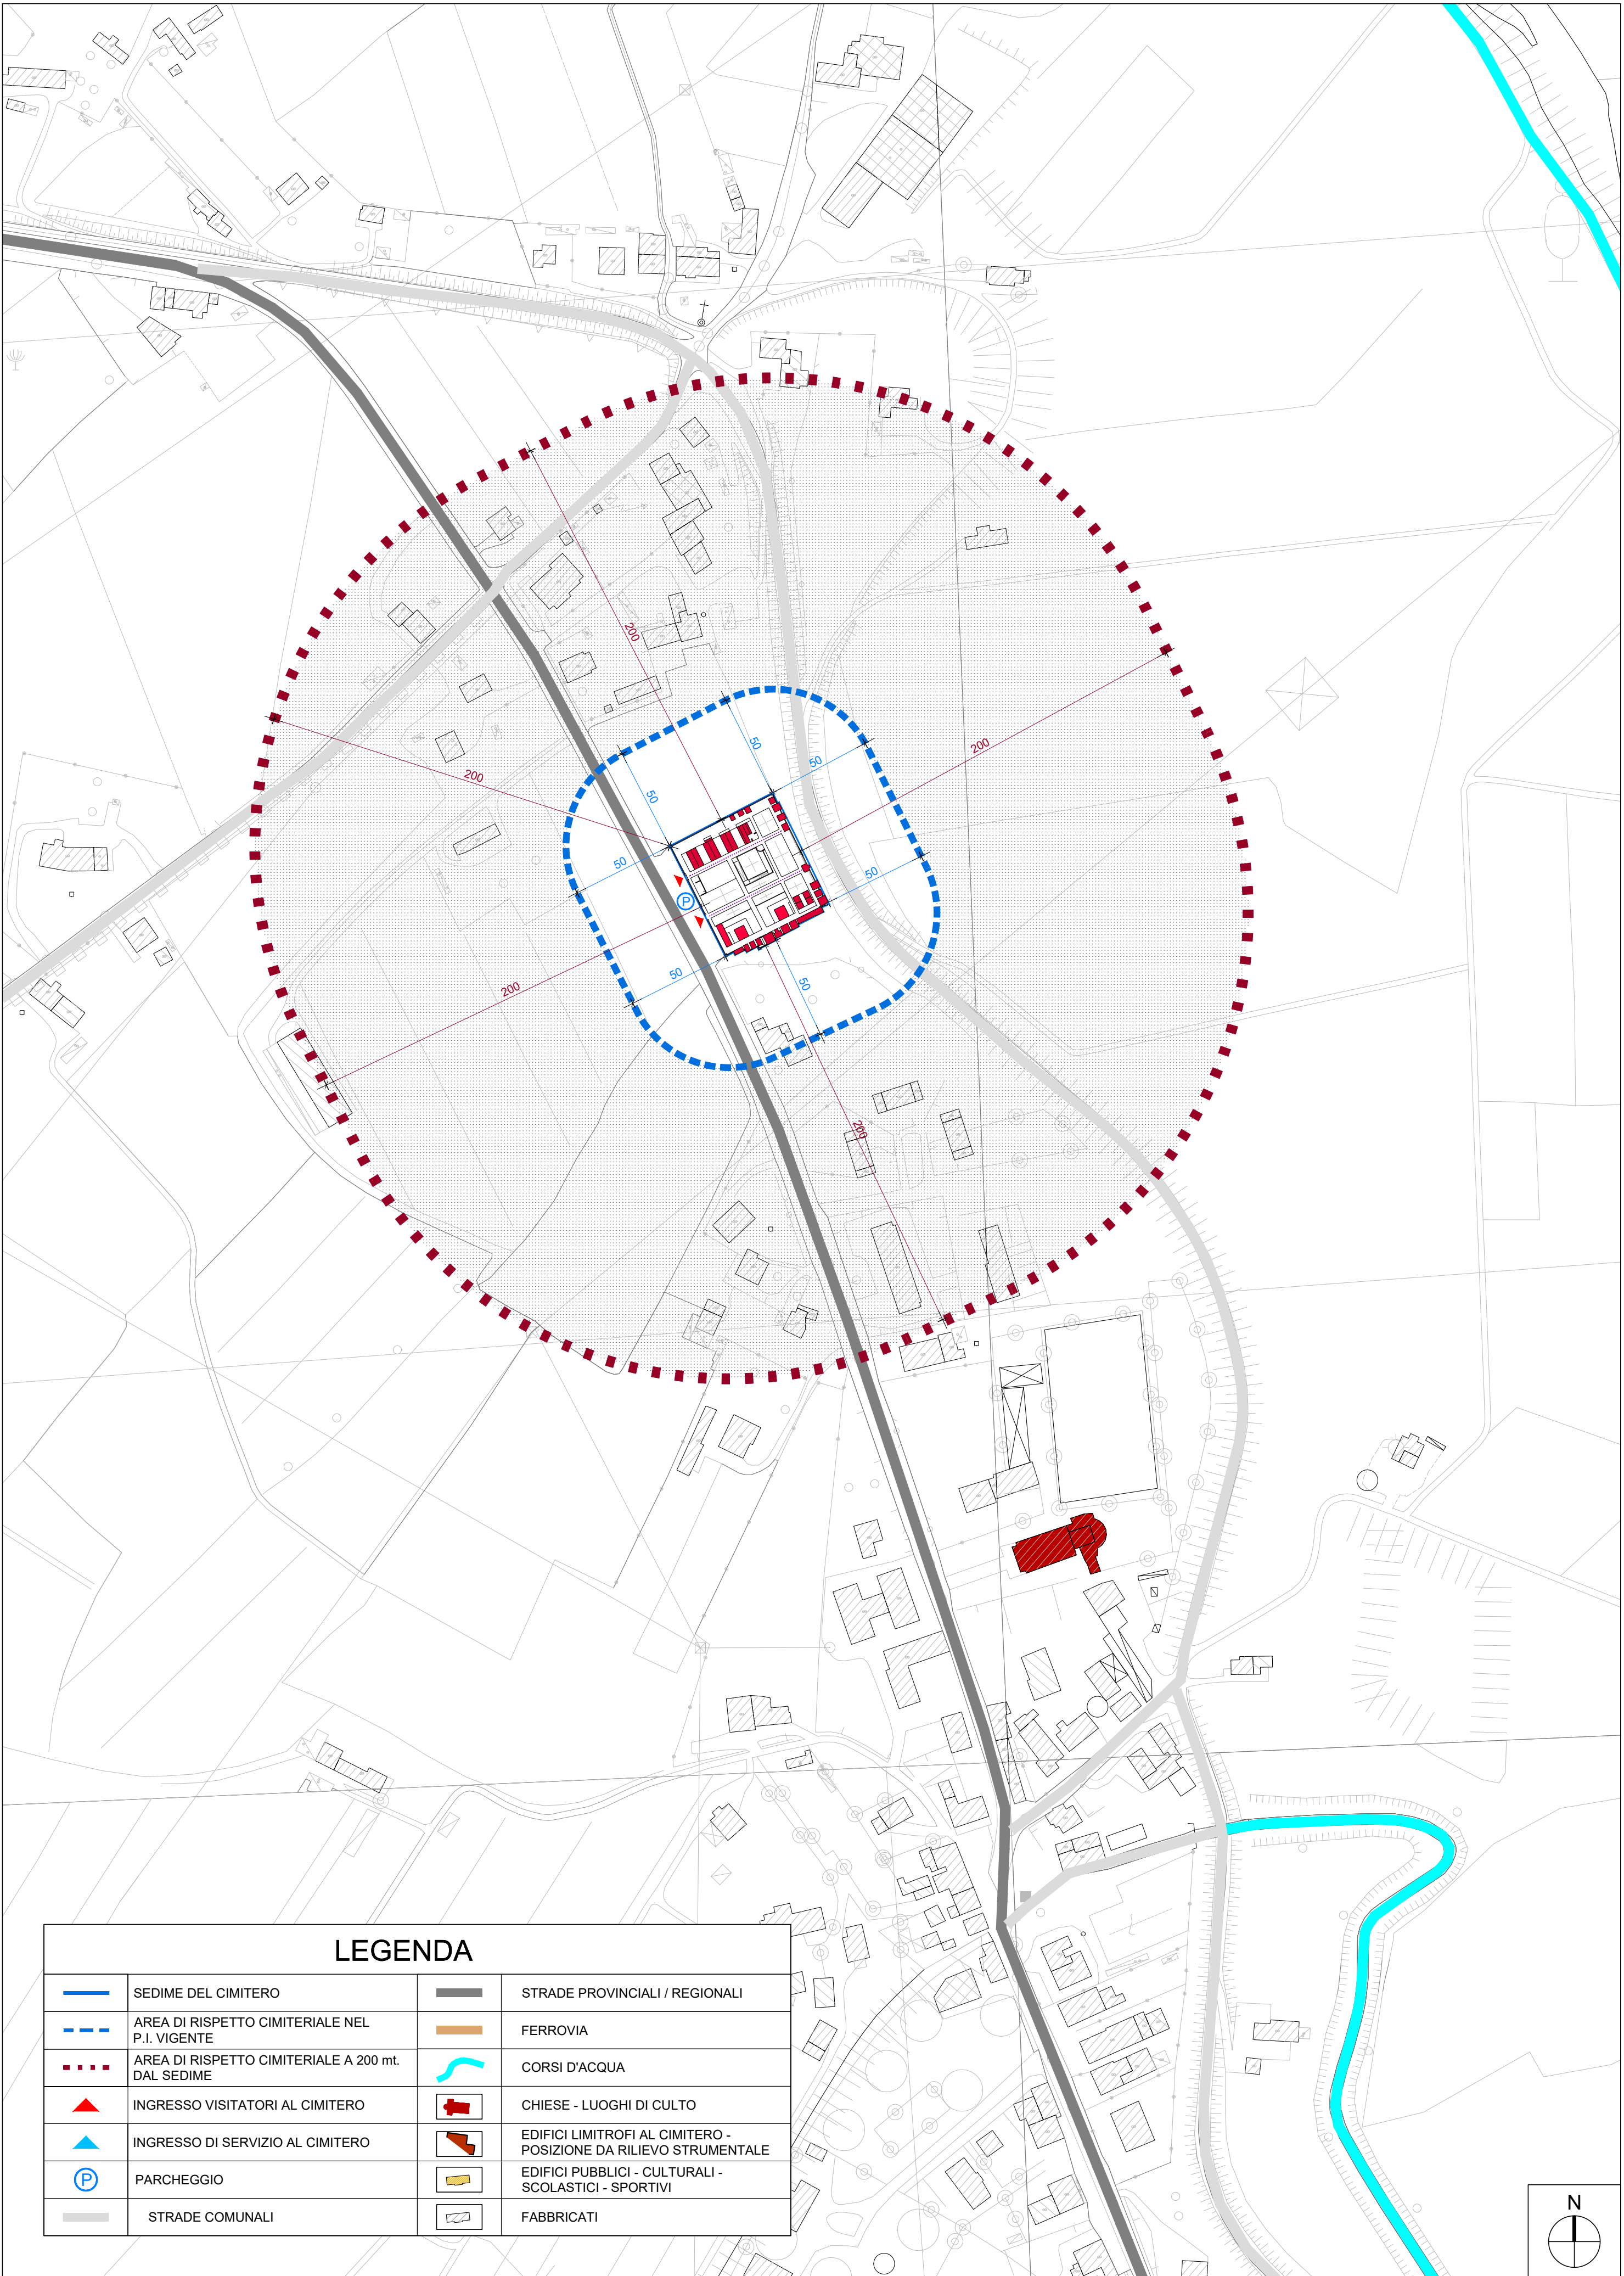 200
200
50
50
200
50
50
P
50
200
50
50
200
LEGENDA
SEDIME DEL CIMITERO
STRADE PROVINCIALI / REGIONALI
AREA DI RISPETTO CIMITERIALE NEL
P.I. VIGENTE
FERROVIA
AREA DI RISPETTO CIMITERIALE A 200 mt.
DAL SEDIME
CORSI D'ACQUA
INGRESSO VISITATORI AL CIMITERO
CHIESE - LUOGHI DI CULTO
INGRESSO DI SERVIZIO AL CIMITERO
EDIFICI LIMITROFI AL CIMITERO -
POSIZIONE DA RILIEVO STRUMENTALE
P
PARCHEGGIO
EDIFICI PUBBLICI - CULTURALI -
SCOLASTICI - SPORTIVI
STRADE COMUNALI
FABBRICATI
N